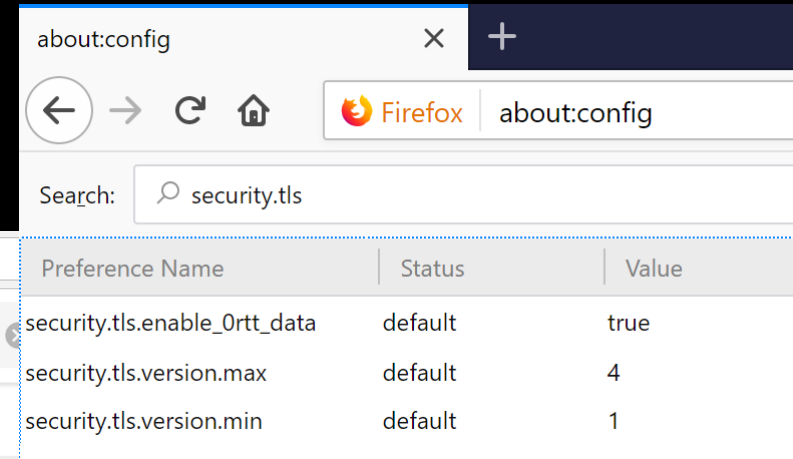 about:config
Firefox about:config
Search: security.tls
Preference Name Status Value
security.tls.enable_0rtt_data default true
security.tls.version.max default 4
security.tls.version.min default 1